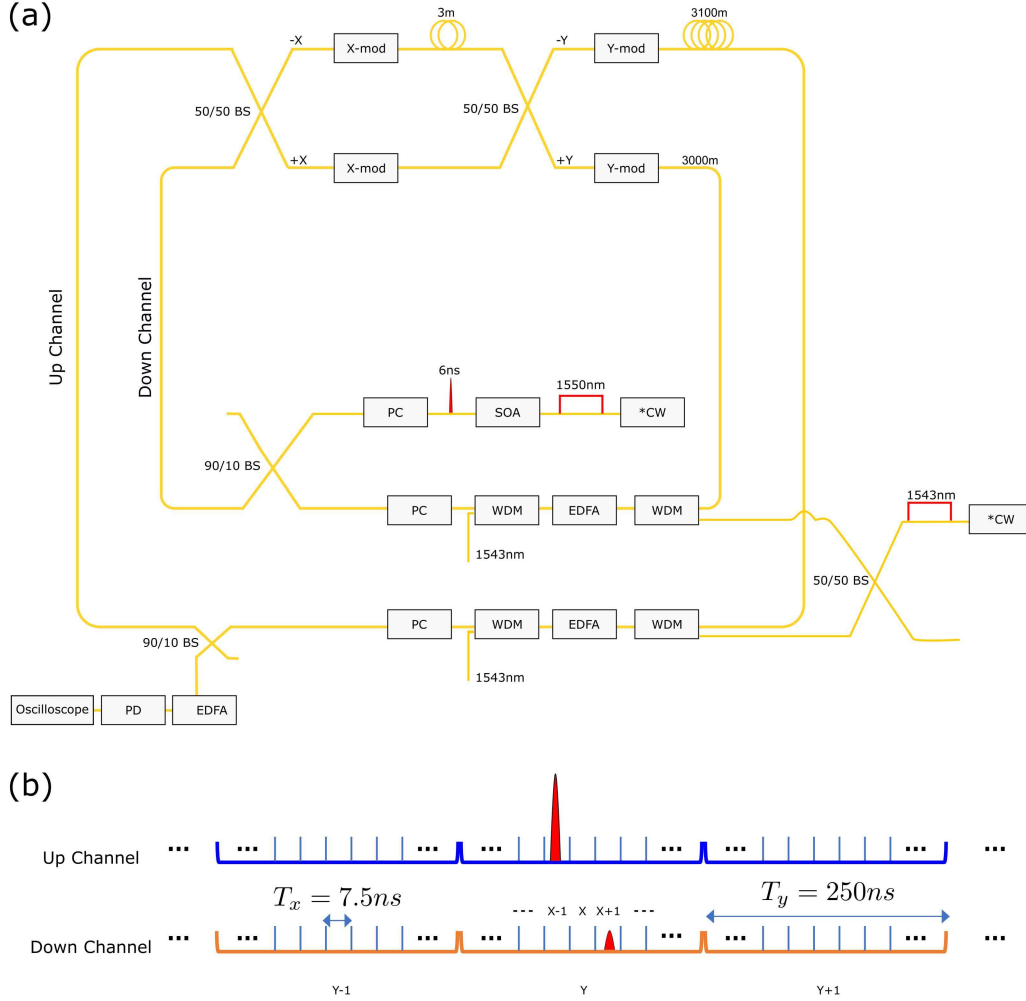 (a)
3m
3100m
-X
X-mod
-Y
Y-mod
50/50 BS
50/50 BS
+X
X-mod
+Y
Y-mod
3000m
Up Channel
Down Channel
6ns
1550nm
PC
SOA
*CW
90/10 BS
1543nm
PC
WDM
EDFA
WDM
*CW
1543nm
50/50 BS
PC
WDM
EDFA
WDM
90/10 BS
1543nm
Oscilloscope
PD
EDFA
(b)
... ... ... ... ... ...
Up Channel
T_x = 7.5ns
T_y = 250ns
---- X-1 X X+1 ----
... ... ... ... ... ...
Down Channel
Y-1
Y
Y+1